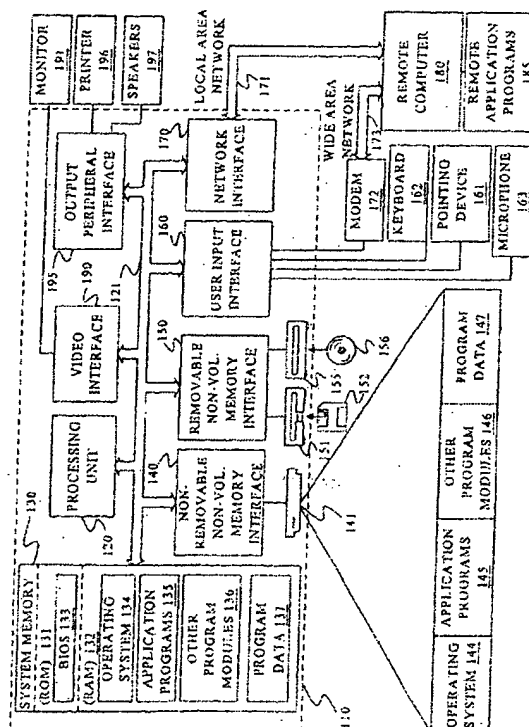 SYSTEM MEMORY
130
(ROM) 131
BIOS 133
(RAM) 132
OPERATING
SYSTEM 134
APPLICATION
PROGRAMS 135
OTHER
PROGRAM
MODULES 136
PROGRAM
DATA 137
110
PROCESSING
UNIT
120
VIDEO
INTERFACE
190
121
OUTPUT
PERIPHERAL
INTERFACE
195
MONITOR
191
PRINTER
196
SPEAKERS
197
NON-
REMOVABLE
NON-VOL.
MEMORY
INTERFACE
140
REMOVABLE
NON-VOL.
MEMORY
INTERFACE
150
USER INPUT
INTERFACE
160
NETWORK
INTERFACE
170
LOCAL AREA
NETWORK
171
141
151
152
155
156
WIDE AREA
NETWORK
173
MODEM
172
KEYBOARD
162
POINTING
DEVICE
161
MICROPHONE
163
REMOTE
COMPUTER
180
REMOTE
APPLICATION
PROGRAMS
185
OPERATING
SYSTEM 144
APPLICATION
PROGRAMS
145
OTHER
PROGRAM
MODULES 146
PROGRAM
DATA 147